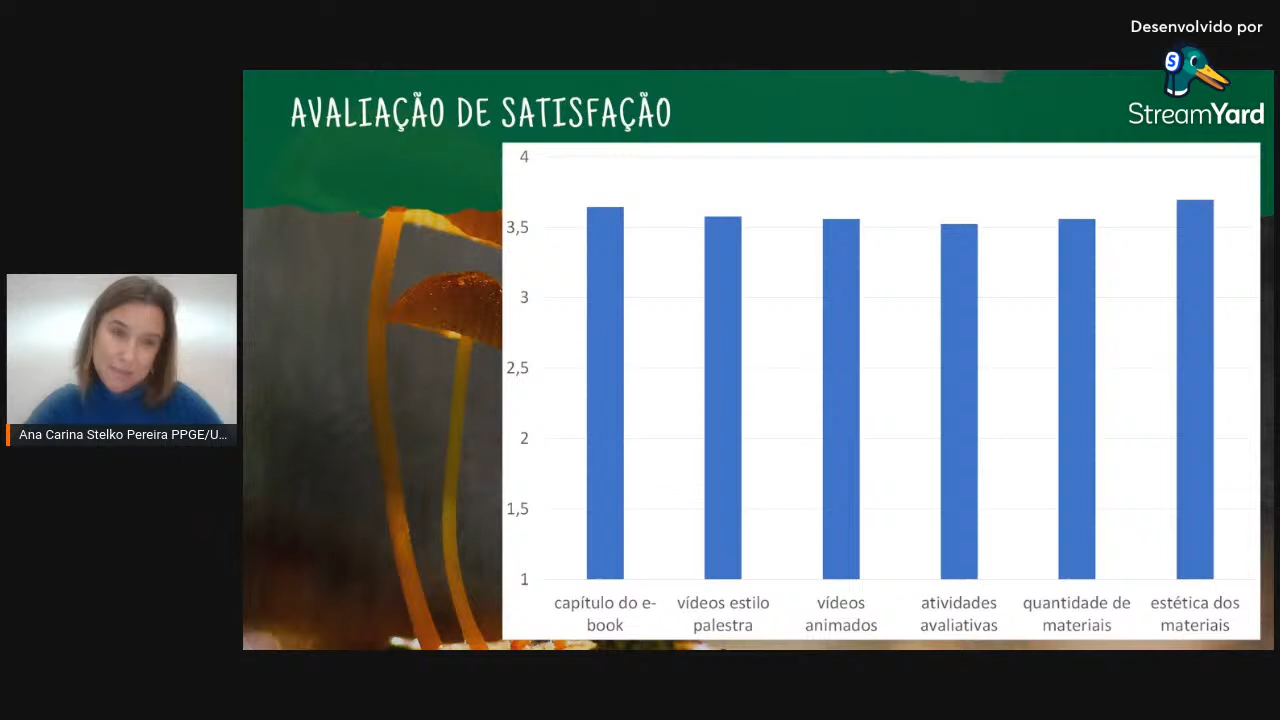 Desenvolvido por
StreamYard
AVALIAÇÃO DE SATISFAÇÃO
4
3,5
3
2,5
2
1,5
1
capítulo do e-
book
vídeos estilo
palestra
vídeos
animados
atividades
avaliativas
quantidade de
materiais
estética dos
materiais
Ana Carina Stelko Pereira PPGE/U...